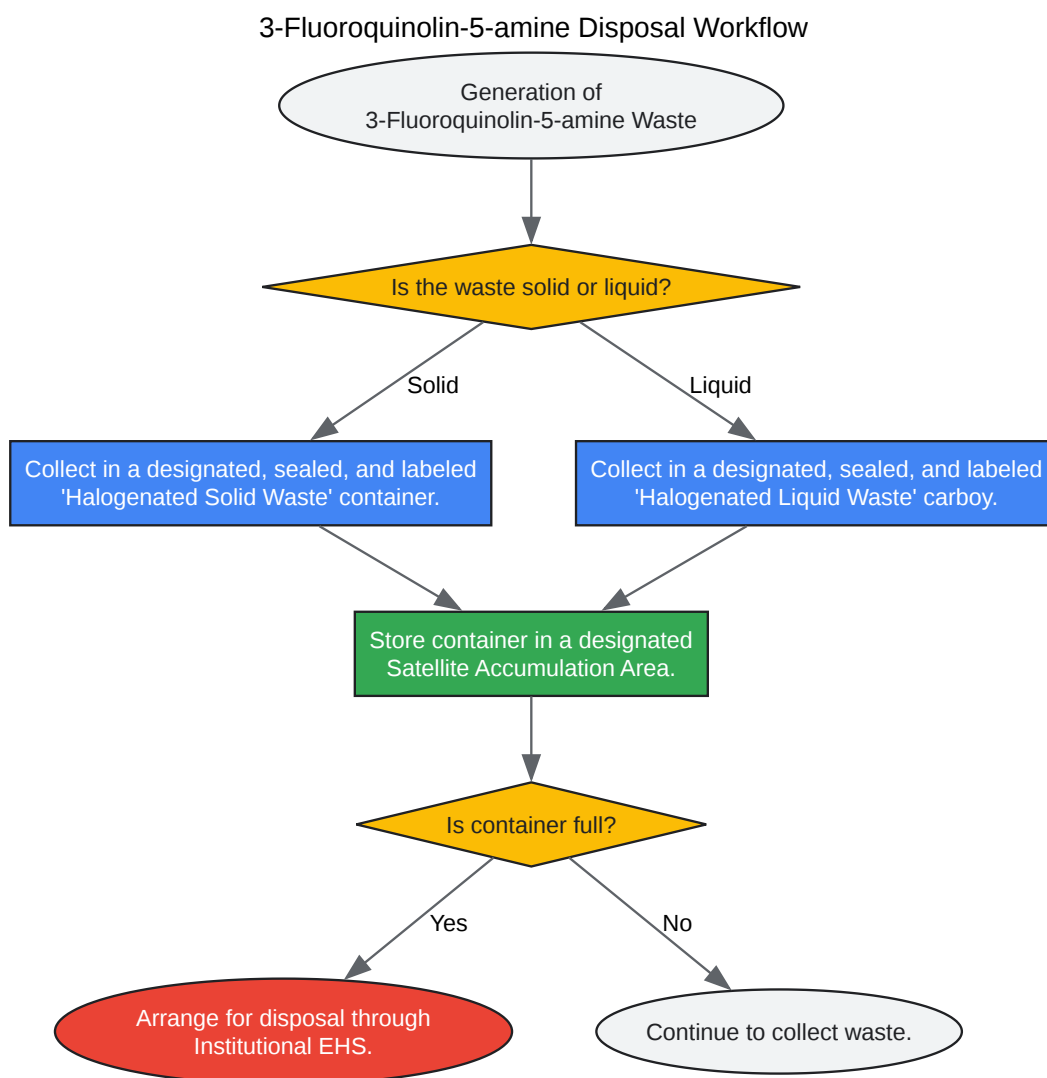 3-Fluoroquinolin-5-amine Disposal Workflow
Generation of
3-Fluoroquinolin-5-amine Waste
Is the waste solid or liquid?
Solid
Liquid
Collect in a designated, sealed, and labeled
'Halogenated Solid Waste' container.
Collect in a designated, sealed, and labeled
'Halogenated Liquid Waste' carboy.
Store container in a designated
Satellite Accumulation Area.
Is container full?
Yes
No
Arrange for disposal through
Institutional EHS.
Continue to collect waste.